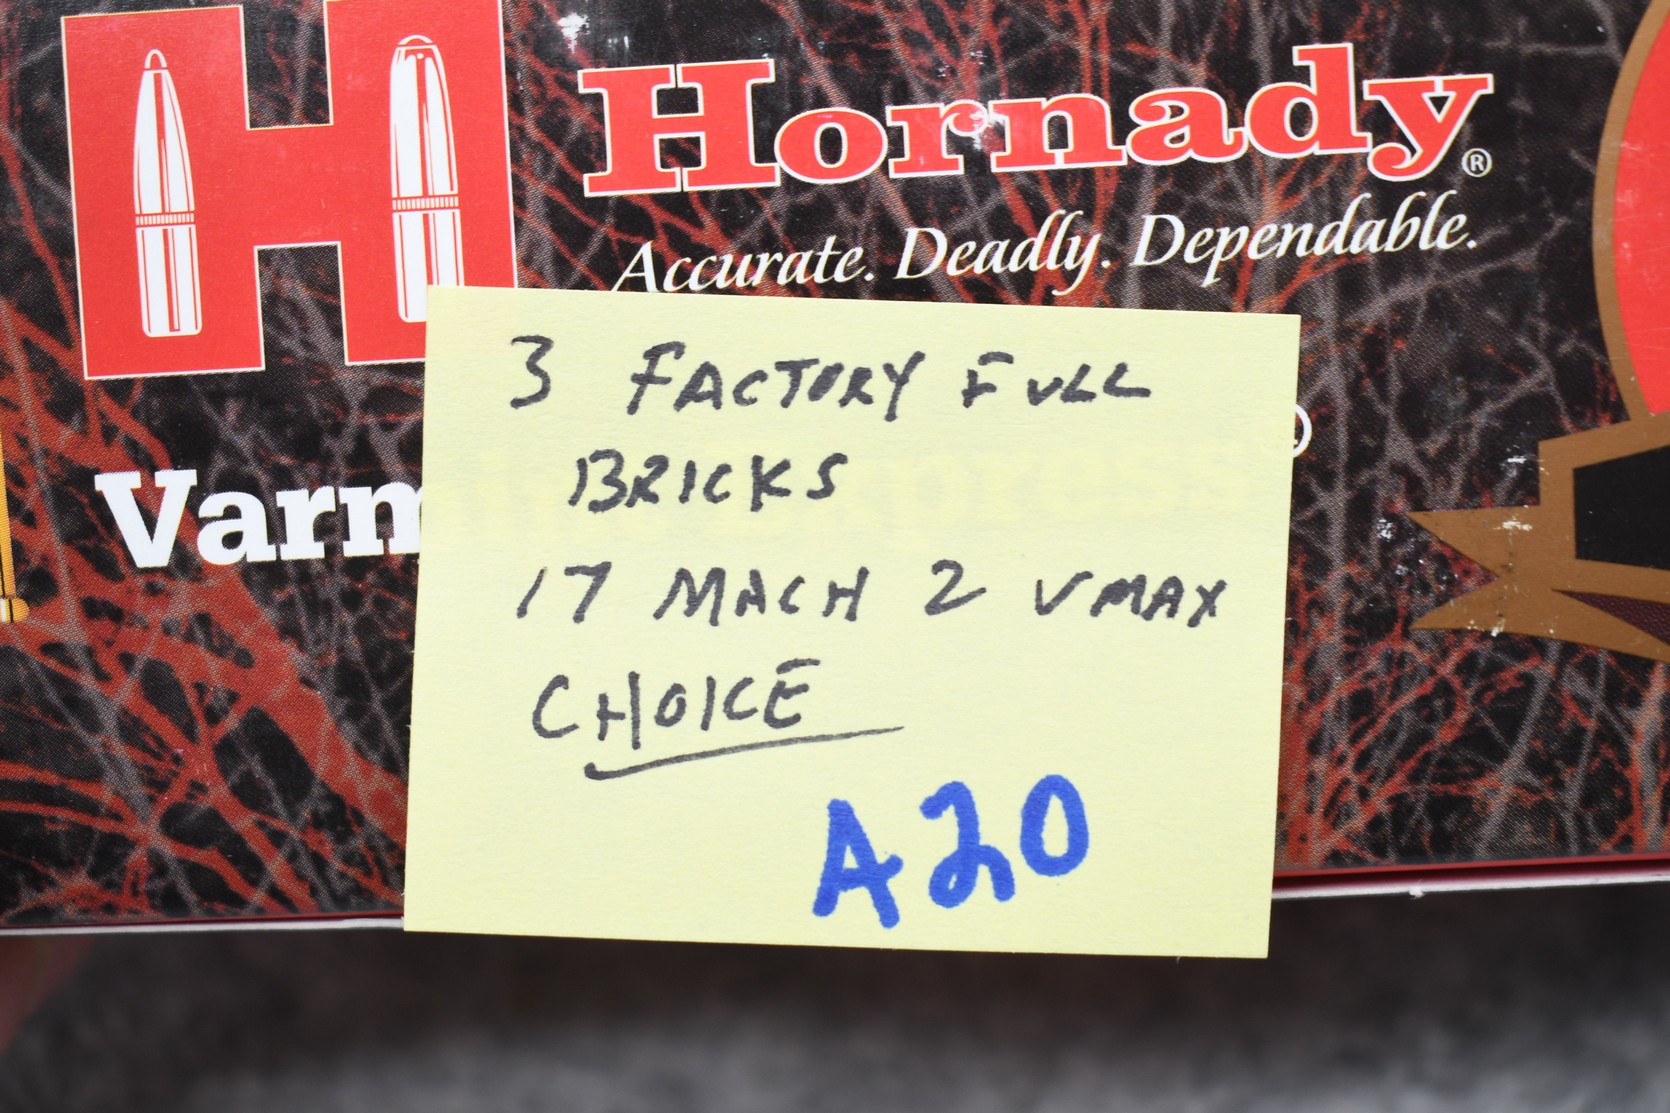 Hornady®
Accurate. Deadly. Dependable.
3 FACTORY FULL
BRICKS
17 MACH 2 VMAX
CHOICE
A20
Varm